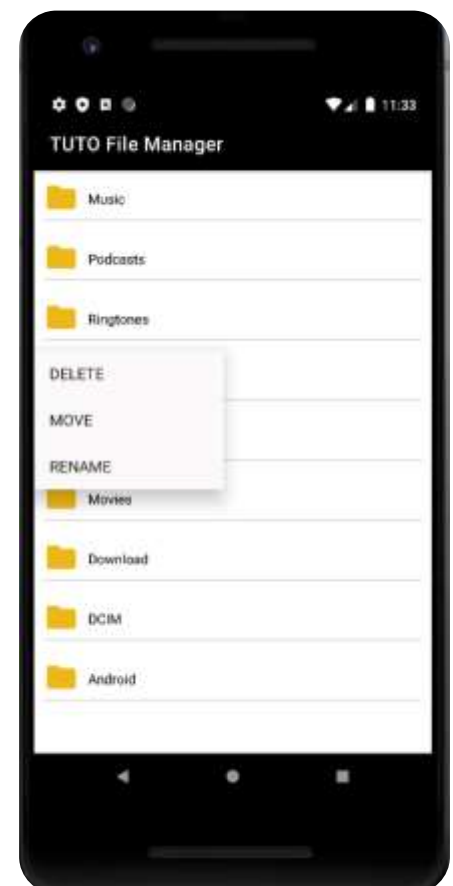 11:33
TUTO File Manager
Music
Podcasts
Ringtones
DELETE
MOVE
RENAME
Movies
Download
DCIM
Android